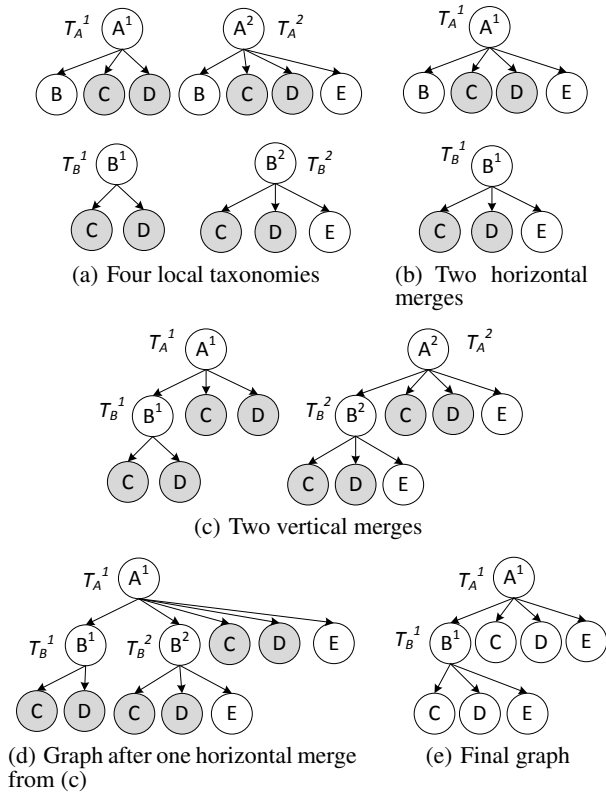 T_A^1 A^1 A^2 T_A^2
B C D B C D E
T_B^1 B^1 B^2 T_B^2
C D C D E
(a) Four local taxonomies
T_A^1 A^1
B C D E
T_B^1 B^1
C D E
(b) Two horizontal
merges
T_A^1 A^1 A^2 T_A^2
T_B^1 B^1 C D T_B^2 B^2 C D E
C D C D E
(c) Two vertical merges
T_A^1 A^1
T_B^1 B^1 T_B^2 B^2 C D E
C D C D E
(d) Graph after one horizontal merge
from (c)
T_A^1 A^1
T_B^1 B^1 C D E
C D E
(e) Final graph